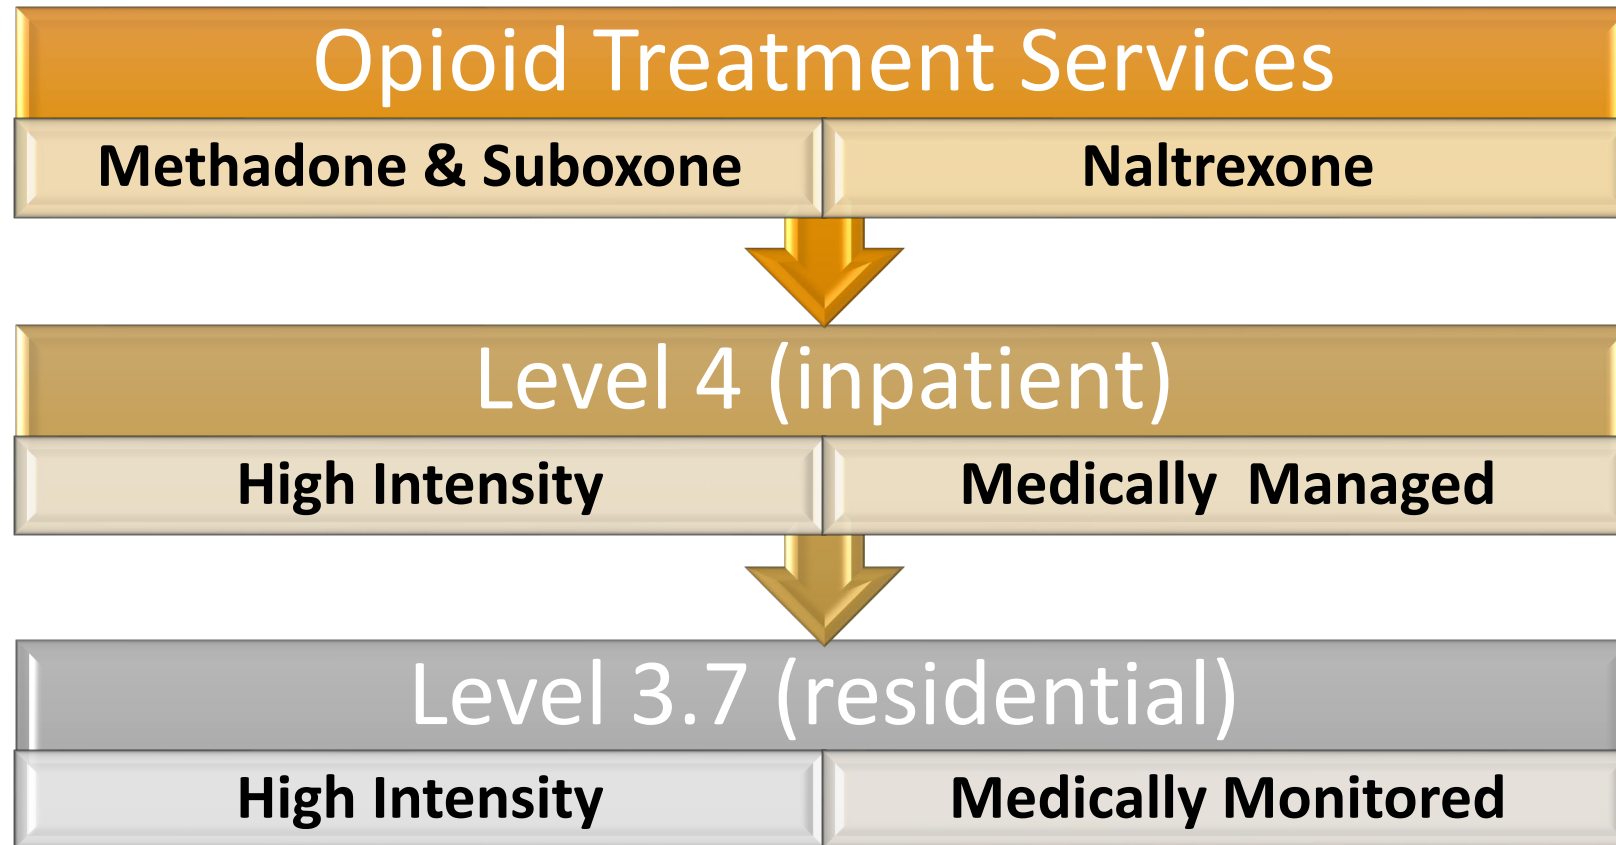 Opioid Treatment Services
Methadone & Suboxone
Naltrexone
Level 4 (inpatient)
High Intensity
Medically  Managed
Level 3.7 (residential)
High Intensity
Medically Monitored